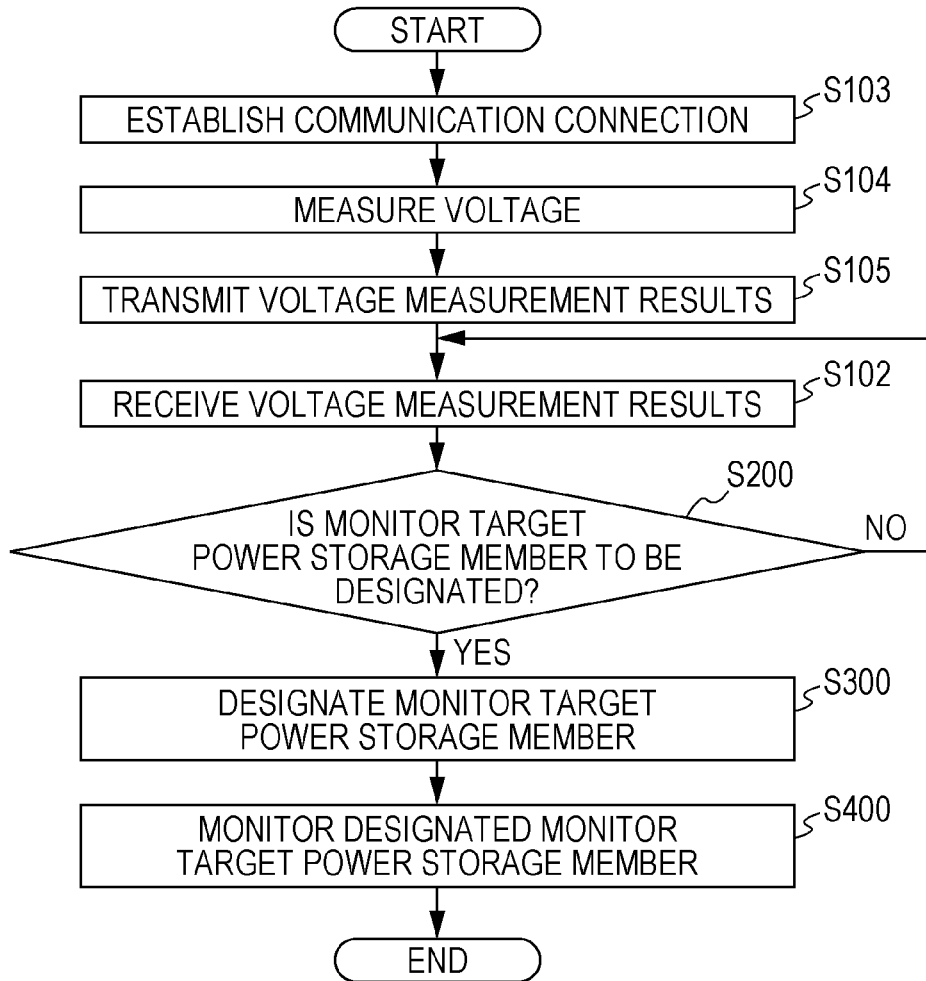 START
S103
ESTABLISH COMMUNICATION CONNECTION
S104
MEASURE VOLTAGE
S105
TRANSMIT VOLTAGE MEASUREMENT RESULTS
S102
RECEIVE VOLTAGE MEASUREMENT RESULTS
S200
IS MONITOR TARGET
POWER STORAGE MEMBER TO BE
DESIGNATED?
NO
YES
S300
DESIGNATE MONITOR TARGET
POWER STORAGE MEMBER
S400
MONITOR DESIGNATED MONITOR
TARGET POWER STORAGE MEMBER
END